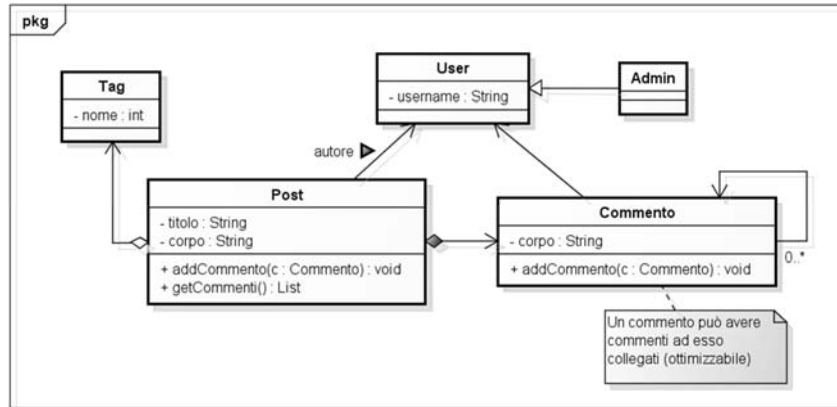 pkg
User
- username : String
Admin
Tag
- nome : int
autore
Post
- titolo : String
- corpo : String
+ addCommento(c : Commento) : void
+ getCommenti() : List
Commento
- corpo : String
+ addCommento(c : Commento) : void
0..*
Un commento può avere
commenti ad esso
collegati (ottimizzabile)